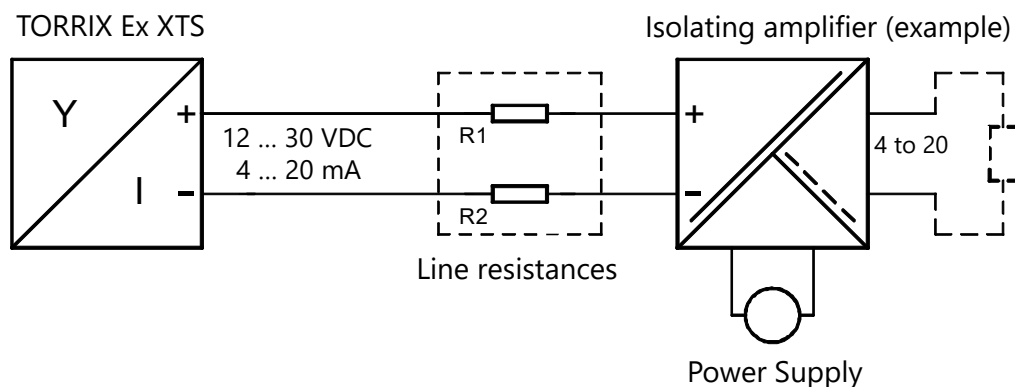 TORRIX Ex XTS
Isolating amplifier (example)
Y
I
+
-
12 ... 30 VDC
4 ... 20 mA
R1
R2
Line resistances
+
-
4 to 20
Power Supply